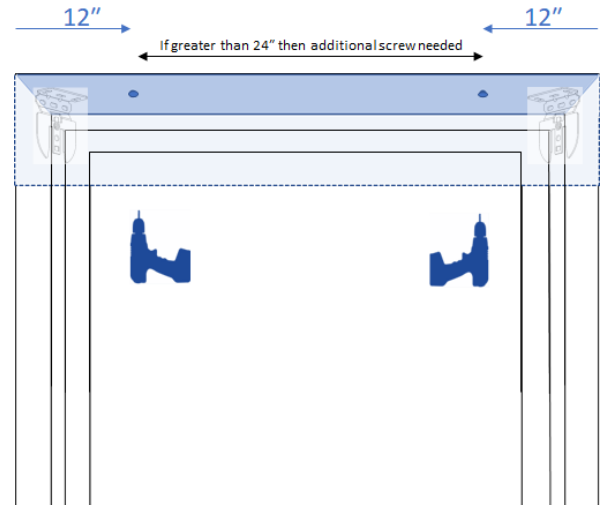 12” 12”
If greater than 24” then additional screw needed